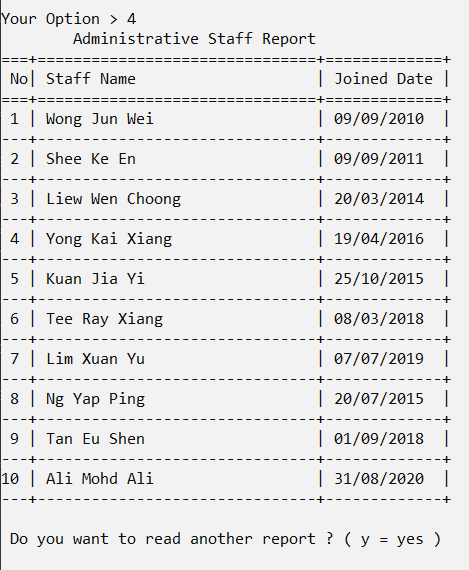 Your Option > 4
        Administrative Staff Report
===+===============================+=============+
 No| Staff Name                    | Joined Date |
===+===============================+=============+
 1 | Wong Jun Wei                  | 09/09/2010  |
---+-------------------------------+-------------+
 2 | Shee Ke En                    | 09/09/2011  |
---+-------------------------------+-------------+
 3 | Liew Wen Choong               | 20/03/2014  |
---+-------------------------------+-------------+
 4 | Yong Kai Xiang                | 19/04/2016  |
---+-------------------------------+-------------+
 5 | Kuan Jia Yi                   | 25/10/2015  |
---+-------------------------------+-------------+
 6 | Tee Ray Xiang                 | 08/03/2018  |
---+-------------------------------+-------------+
 7 | Lim Xuan Yu                   | 07/07/2019  |
---+-------------------------------+-------------+
 8 | Ng Yap Ping                   | 20/07/2015  |
---+-------------------------------+-------------+
 9 | Tan Eu Shen                   | 01/09/2018  |
---+-------------------------------+-------------+
10 | Ali Mohd Ali                  | 31/08/2020  |
---+-------------------------------+-------------+

 Do you want to read another report ? ( y = yes )